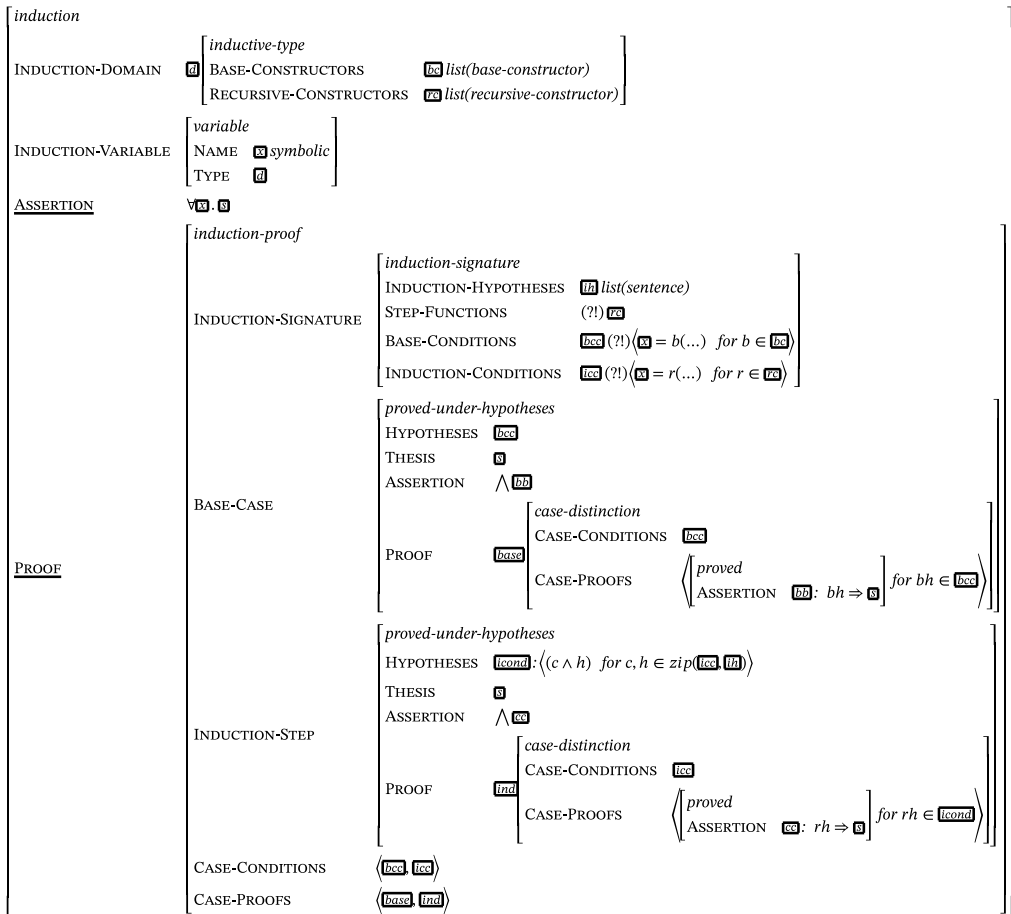 induction
INDUCTION-DOMAIN d inductive-type
BASE-CONSTRUCTORS bc list(base-constructor)
RECURSIVE-CONSTRUCTORS rc list(recursive-constructor)
INDUCTION-VARIABLE variable
NAME x symbolic
TYPE d
ASSERTION ∀x . s
PROOF induction-proof
INDUCTION-SIGNATURE induction-signature
INDUCTION-HYPOTHESES ih list(sentence)
STEP-FUNCTIONS (?!) rc
BASE-CONDITIONS bcc (?!)⟨x = b(...) for b ∈ bc⟩
INDUCTION-CONDITIONS icc (?!)⟨x = r(...) for r ∈ rc⟩
BASE-CASE proved-under-hypotheses
HYPOTHESES bcc
THESIS s
ASSERTION ⋀ bb
PROOF base case-distinction
CASE-CONDITIONS bcc
CASE-PROOFS ⟨[proved
ASSERTION bb: bh ⇒ s] for bh ∈ bcc⟩
INDUCTION-STEP proved-under-hypotheses
HYPOTHESES icond:⟨(c ∧ h) for c, h ∈ zip(icc, ih)⟩
THESIS s
ASSERTION ⋀ cc
PROOF ind case-distinction
CASE-CONDITIONS icc
CASE-PROOFS ⟨[proved
ASSERTION cc: rh ⇒ s] for rh ∈ icond⟩
CASE-CONDITIONS ⟨bcc, icc⟩
CASE-PROOFS ⟨base, ind⟩